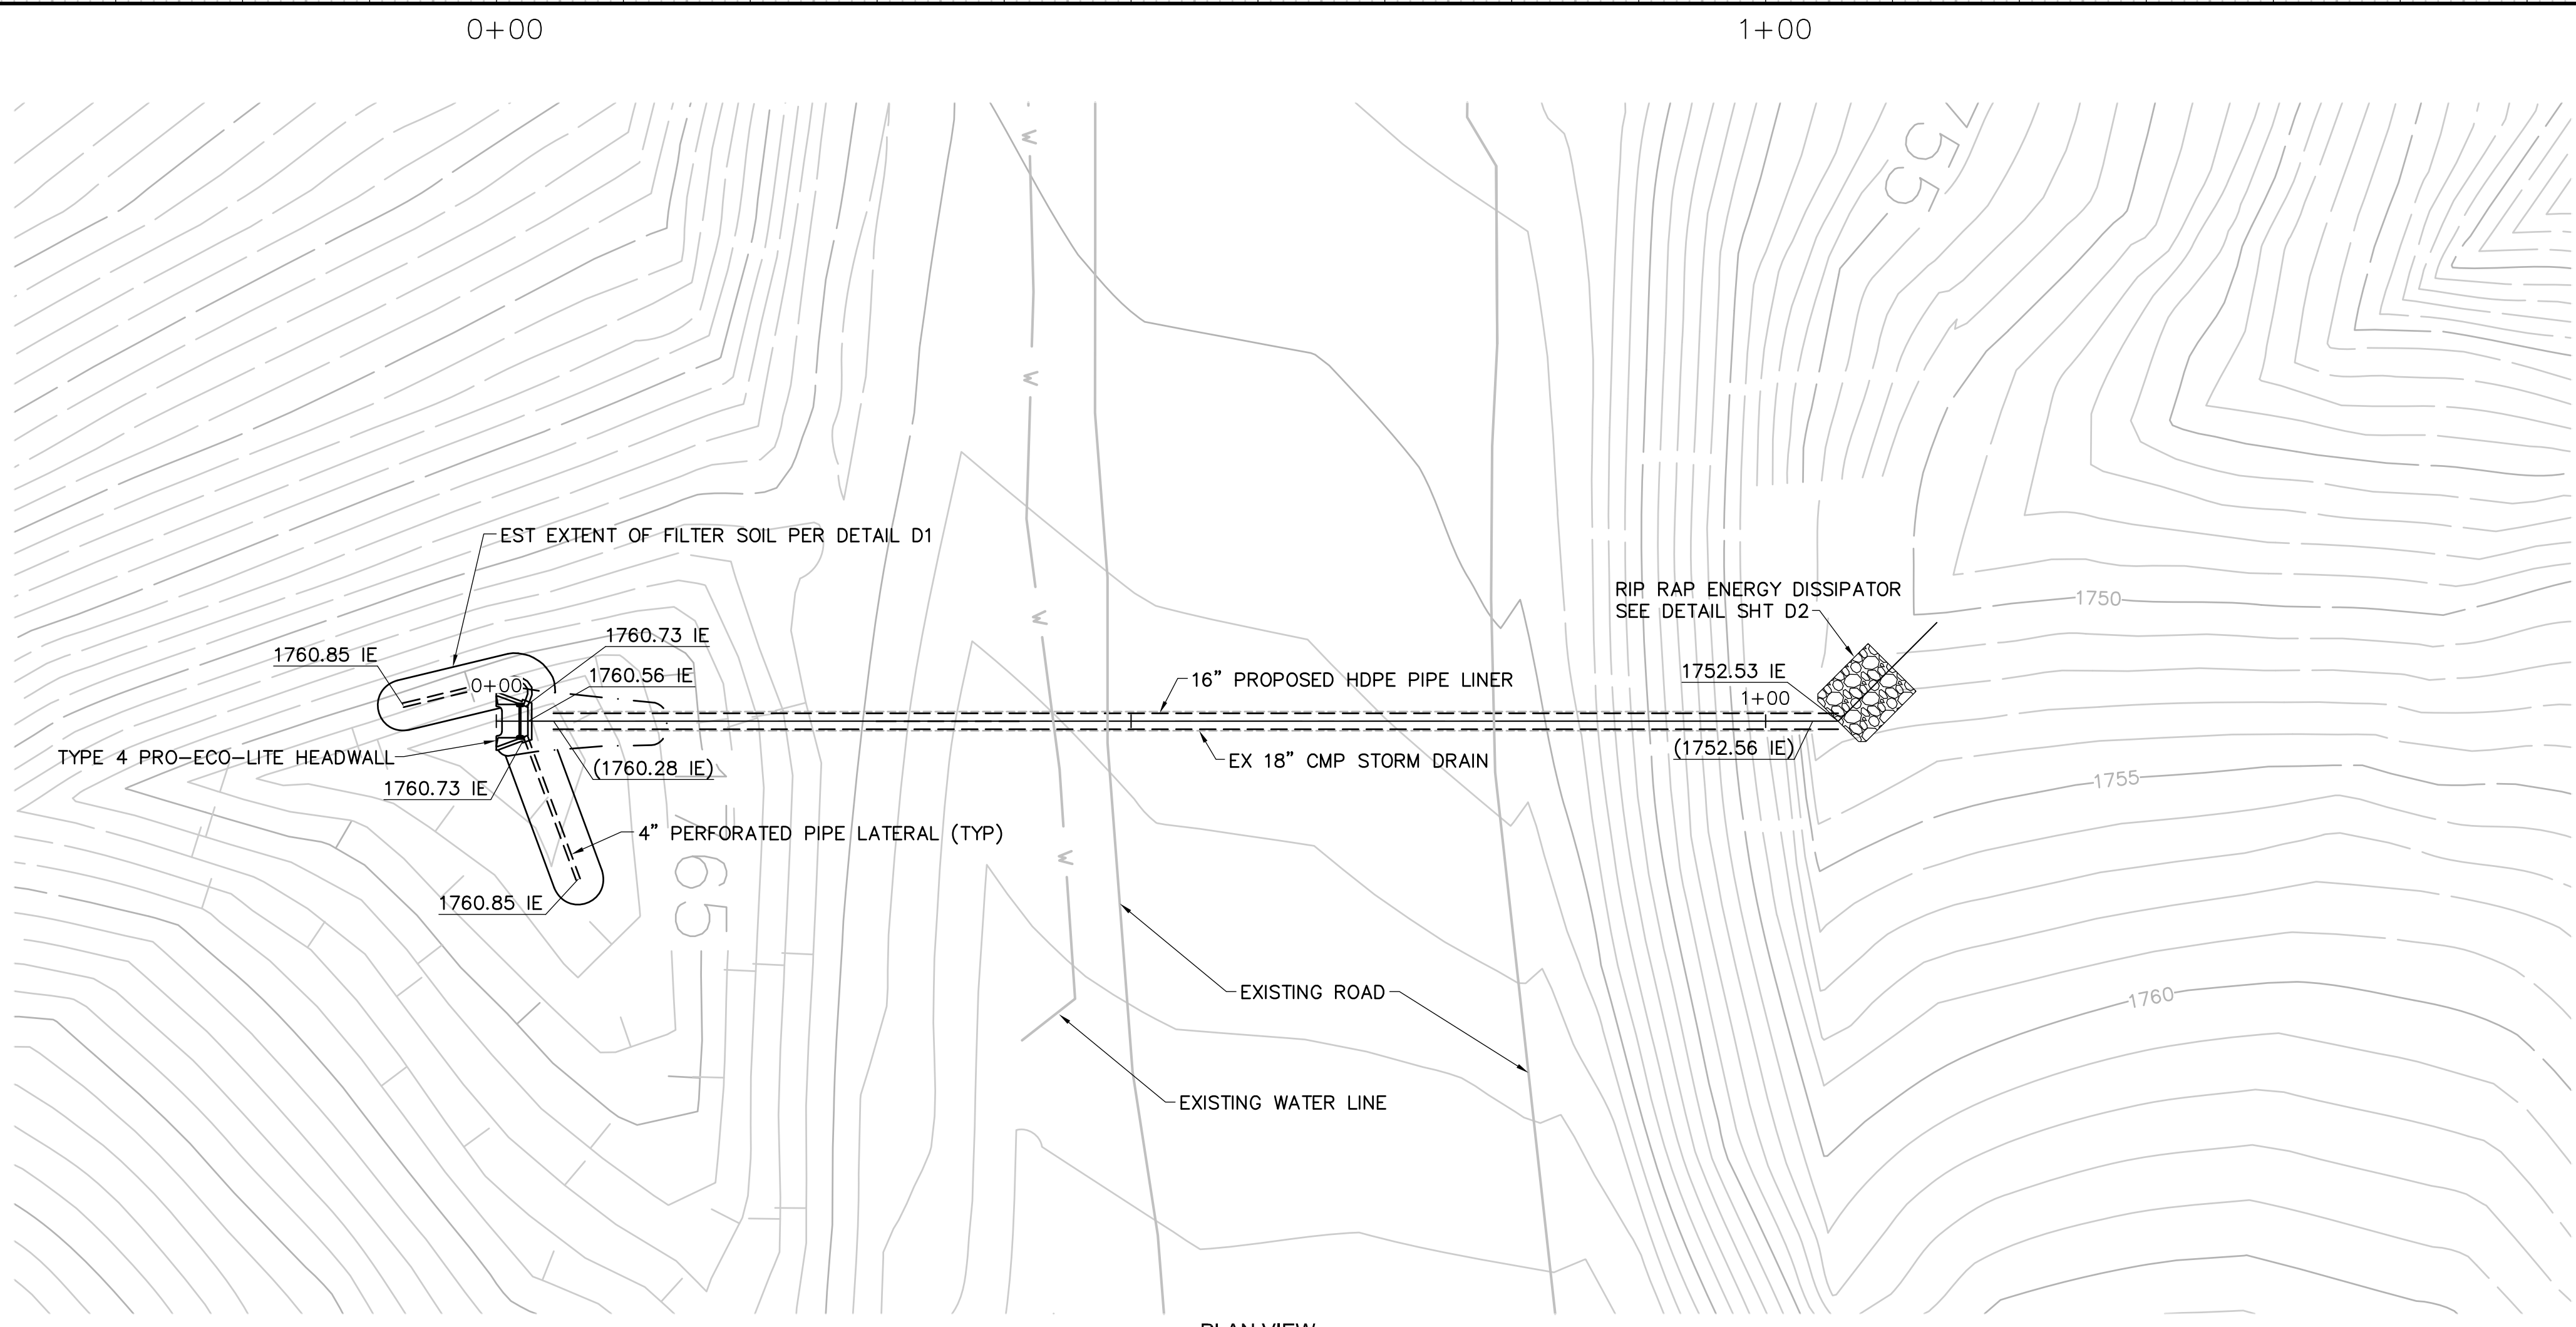 0+00
1+00
W
55
W
EST EXTENT OF FILTER SOIL PER DETAIL D1
RIP RAP ENERGY DISSIPATOR
SEE DETAIL SHT D2
1750
W
1760.73 IE
1760.85 IE
1760.56 IE
1752.53 IE
16" PROPOSED HDPE PIPE LINER
0+00
1+00
TYPE 4 PRO-ECO-LITE HEADWALL
(1760.28 IE)
EX 18" CMP STORM DRAIN
(1752.56 IE)
1760.73 IE
1755
4" PERFORATED PIPE LATERAL (TYP)
W
65
1760.85 IE
EXISTING ROAD
1760
EXISTING WATER LINE